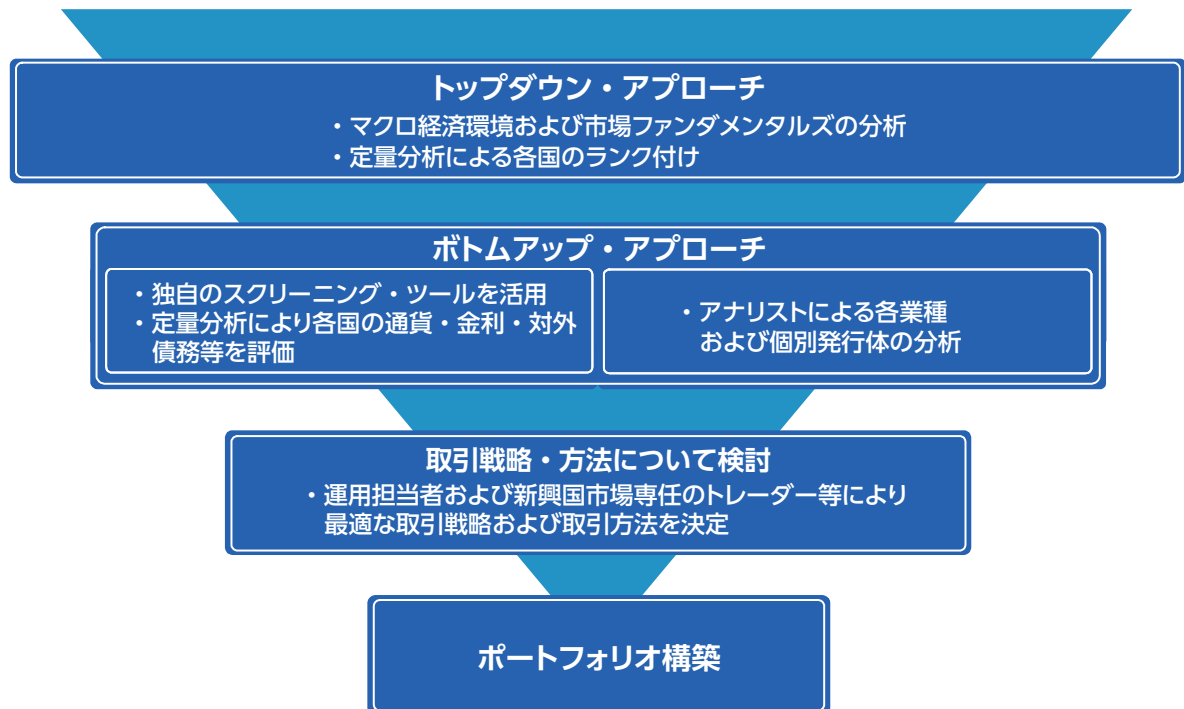 トップダウン・アプローチ
・マクロ経済環境および市場ファンダメンタルズの分析
・定量分析による各国のランク付け
ボトムアップ・アプローチ
・独自のスクリーニング・ツールを活用
・定量分析により各国の通貨・金利・対外
債務等を評価
・アナリストによる各業種
および個別発行体の分析
取引戦略・方法について検討
・運用担当者および新興国市場専任のトレーダー等により
最適な取引戦略および取引方法を決定
ポートフォリオ構築